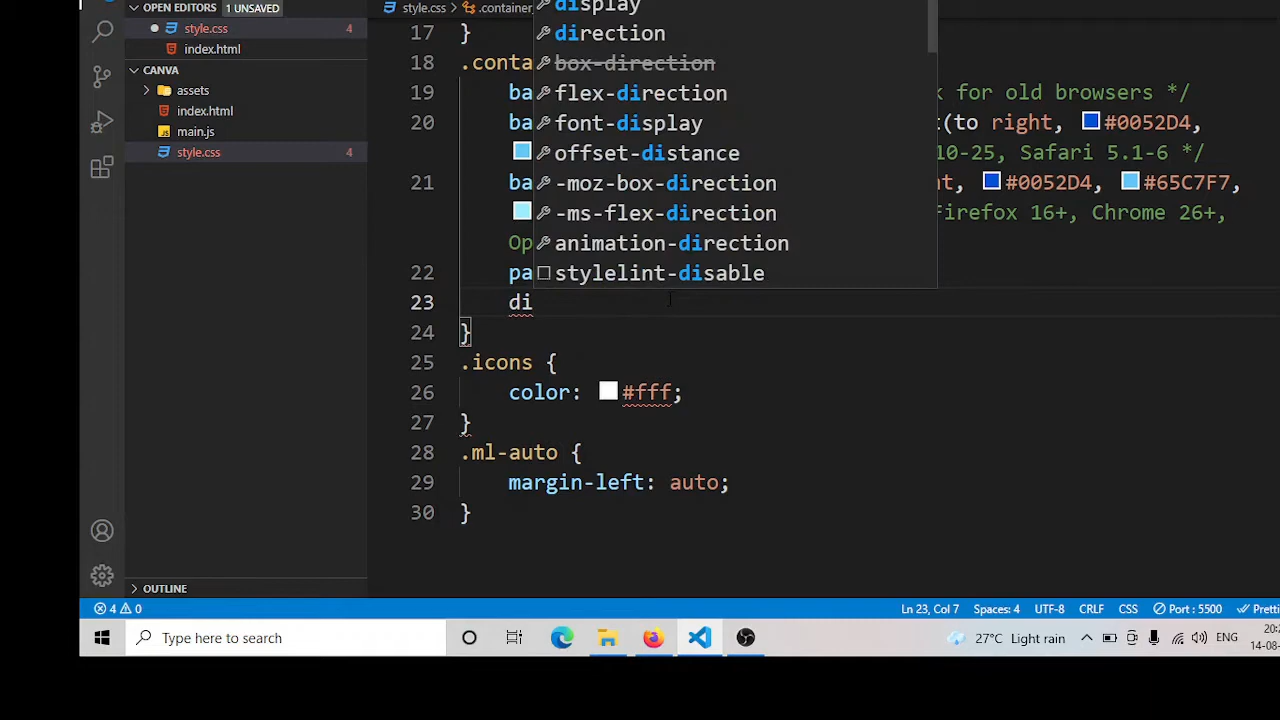 OPEN EDITORS 1 UNSAVED
style.css 4
index.html
CANVA
assets
index.html
main.js
style.css 4
OUTLINE
style.css > .container
display
direction
box-direction
flex-direction
font-display
offset-distance
-moz-box-direction
-ms-flex-direction
animation-direction
stylelint-disable
17 }
18 .conta
19 ba k for old browsers */
20 ba t(to right, #0052D4,
10-25, Safari 5.1-6 */
21 ba nt, #0052D4, #65C7F7,
Op Firefox 16+, Chrome 26+,
22 pa
23 di
24 }
25 .icons {
26 color: #fff;
27 }
28 .ml-auto {
29 margin-left: auto;
30 }
4 0 Ln 23, Col 7 Spaces: 4 UTF-8 CRLF CSS Port : 5500 Pretti
Type here to search 27°C Light rain ENG
20:2
14-08-